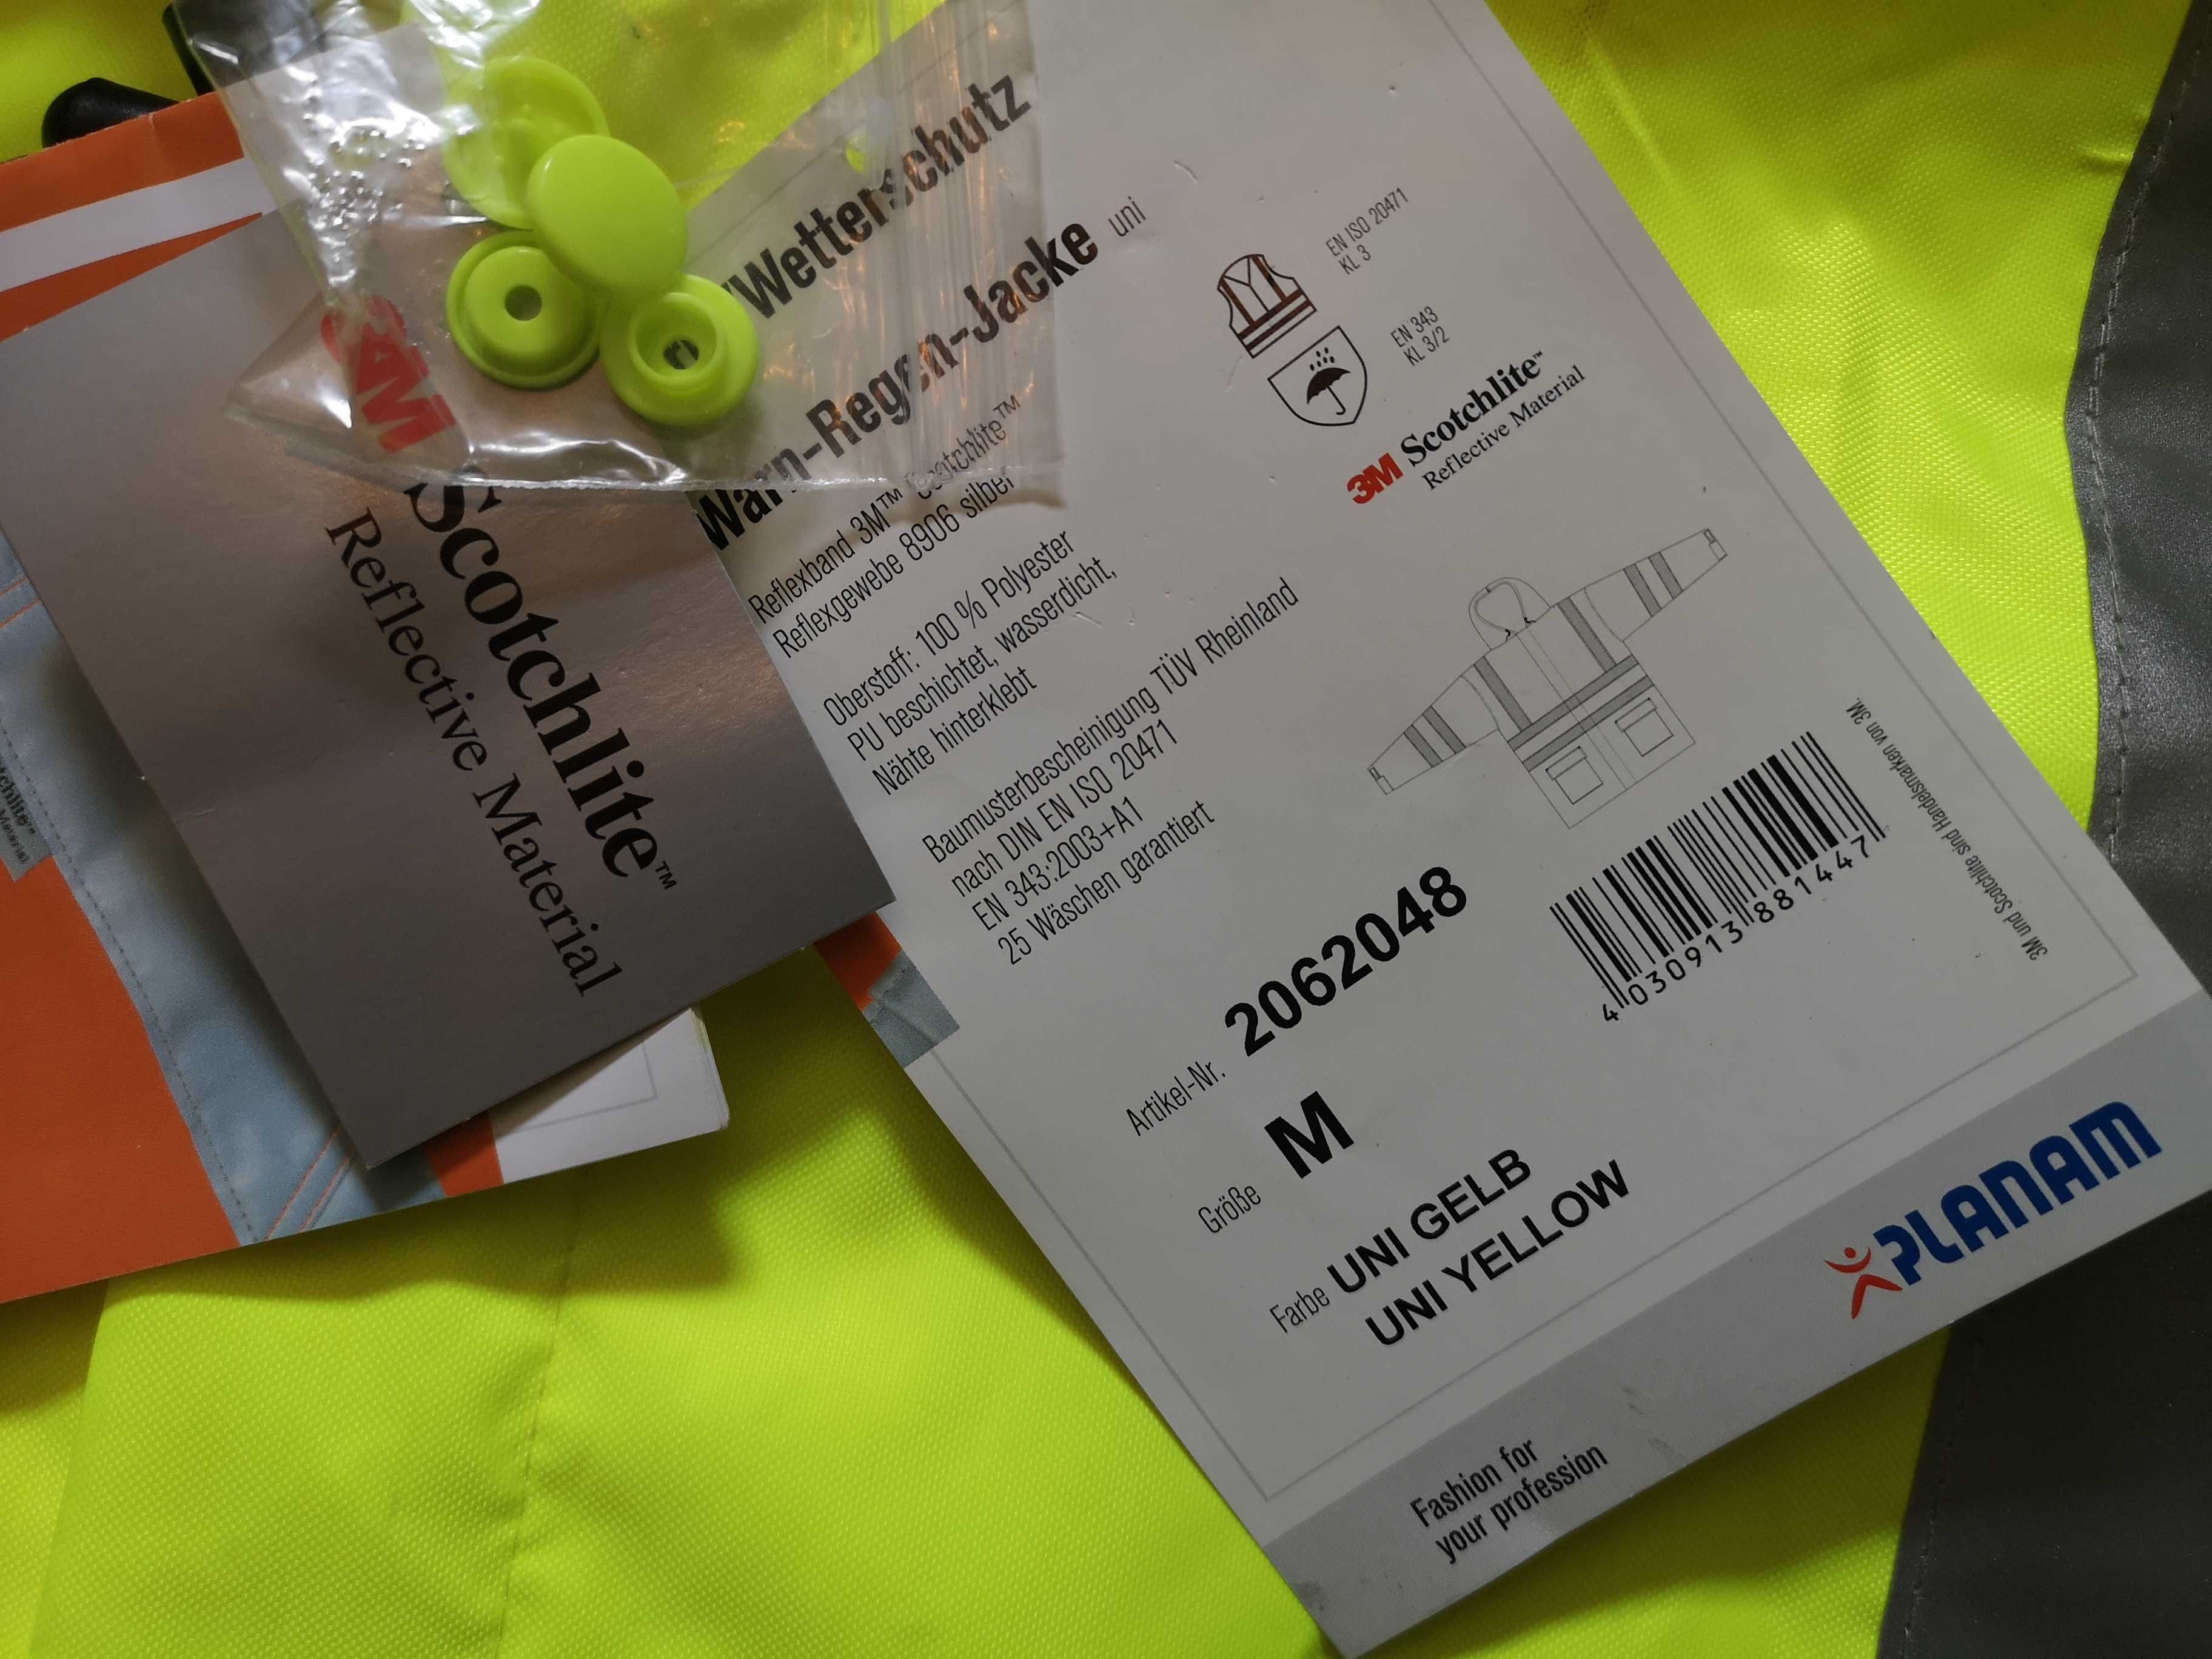 /Wetterschutz
Warn-Regen-Jacke uni
Reflexband 3M™ Scotchlite™
Reflexgewebe 8906 silber
Oberstoff: 100 % Polyester
PU beschichtet, wasserdicht,
Nähte hinterklebt
Baumusterbescheinigung TÜV Rheinland
nach DIN EN ISO 20471
EN 343:2003+A1
25 Wäschen garantiert
EN ISO 20471
KL 3
EN 343
KL 3/2
3M Scotchlite™
Reflective Material
Artikel-Nr. 2062048
Größe M
Farbe UNI GELB
UNI YELLOW
4 030913 881447
3M und Scotchlite sind Handelsmarken von 3M.
Fashion for
your profession
PLANAM
3M
Scotchlite™
Reflective Material